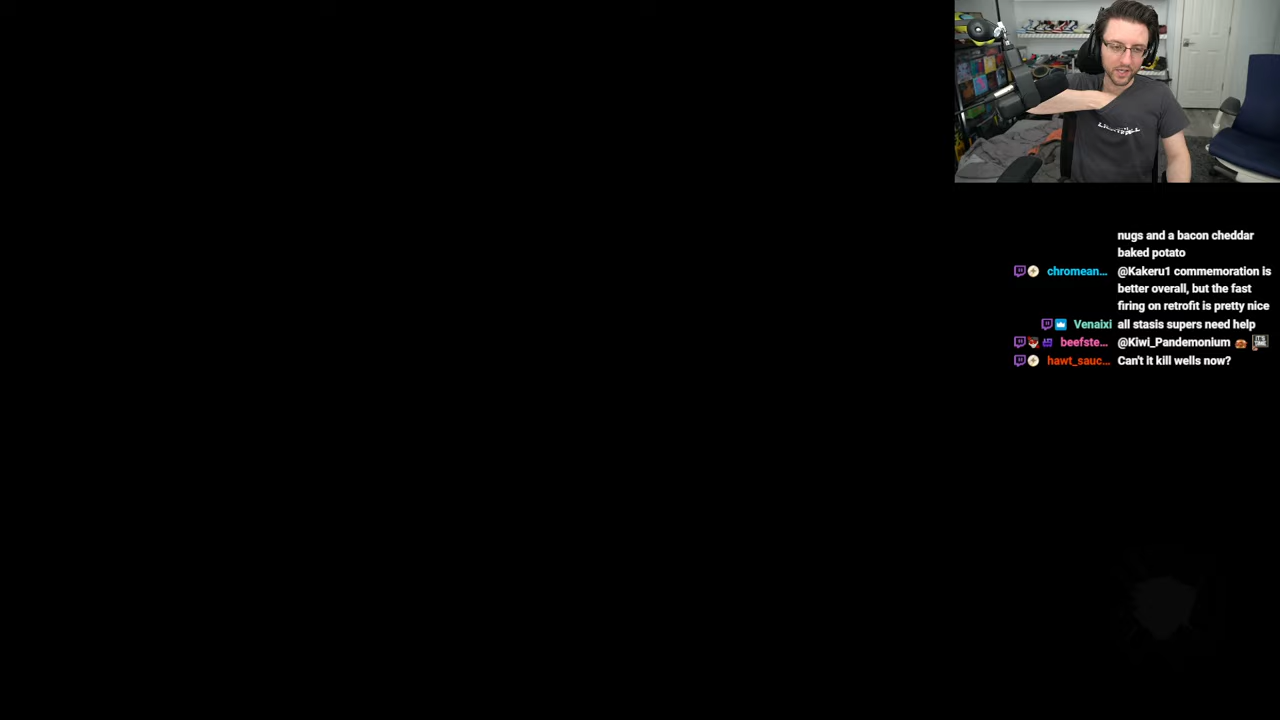 nugs and a bacon cheddar
baked potato
chromean... @Kakeru1 commemoration is
better overall, but the fast
firing on retrofit is pretty nice
Venaixi all stasis supers need help
beefste... @Kiwi_Pandemonium
hawt_sauc... Can't it kill wells now?